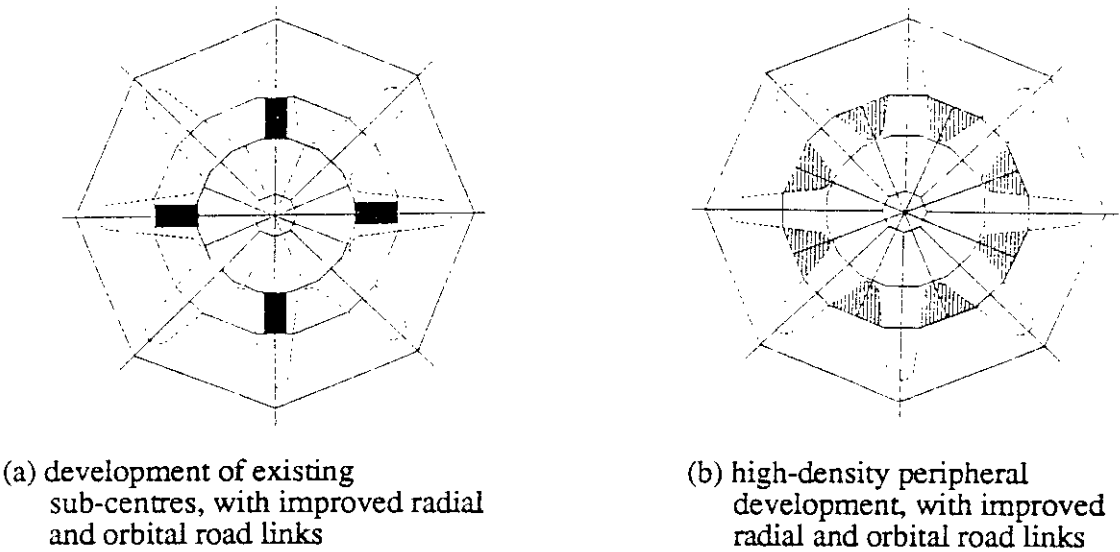 (a) development of existing
sub-centres, with improved radial
and orbital road links
(b) high-density peripheral
development, with improved
radial and orbital road links